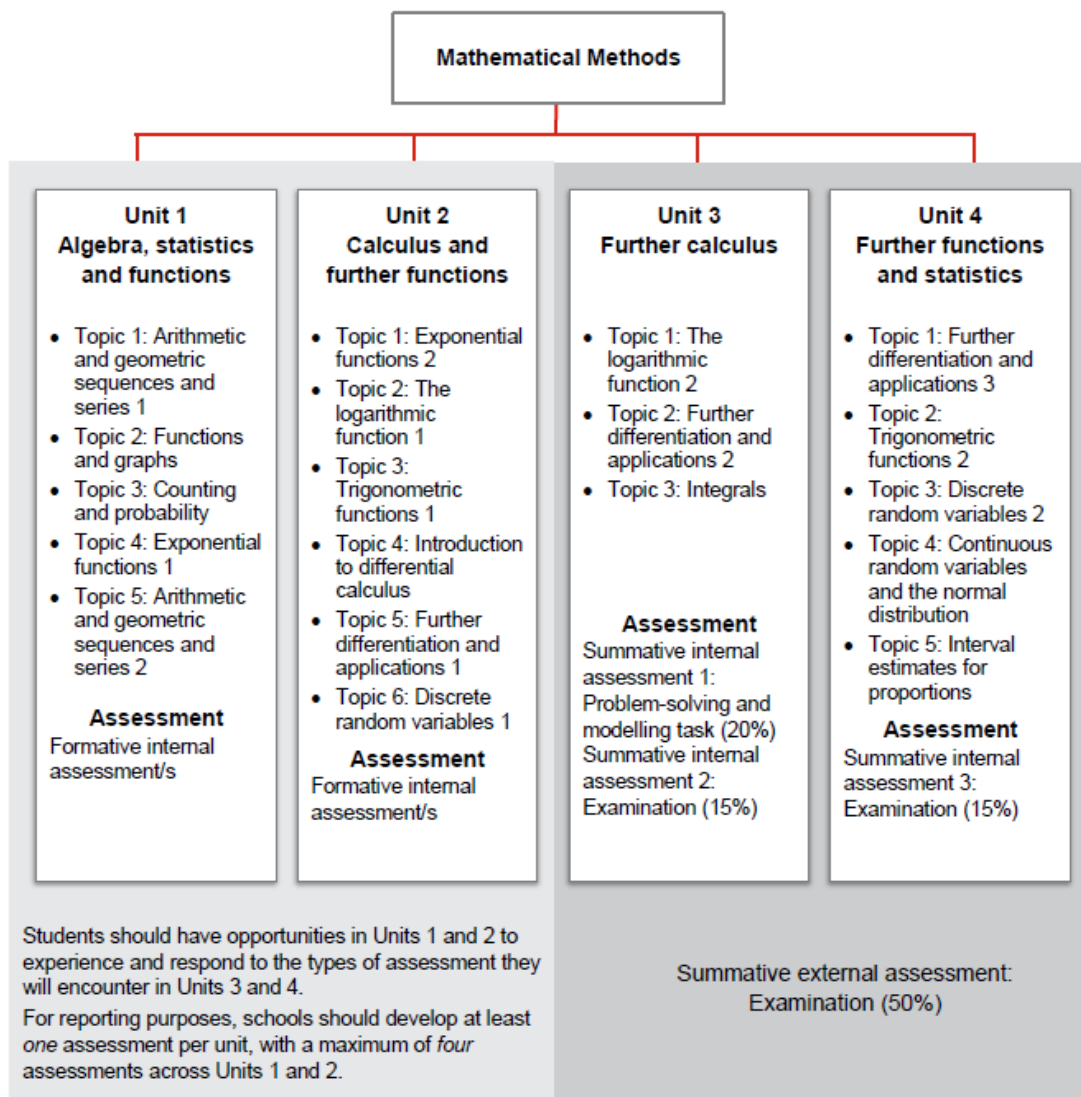 Mathematical Methods
Unit 1
Algebra, statistics
and functions
• Topic 1: Arithmetic
and geometric
sequences and
series 1
• Topic 2: Functions
and graphs
• Topic 3: Counting
and probability
• Topic 4: Exponential
functions 1
• Topic 5: Arithmetic
and geometric
sequences and
series 2
Assessment
Formative internal
assessment/s
Unit 2
Calculus and
further functions
• Topic 1: Exponential
functions 2
• Topic 2: The
logarithmic
function 1
• Topic 3:
Trigonometric
functions 1
• Topic 4: Introduction
to differential
calculus
• Topic 5: Further
differentiation and
applications 1
• Topic 6: Discrete
random variables 1
Assessment
Formative internal
assessment/s
Unit 3
Further calculus
• Topic 1: The
logarithmic
function 2
• Topic 2: Further
differentiation and
applications 2
• Topic 3: Integrals
Assessment
Summative internal
assessment 1:
Problem-solving and
modelling task (20%)
Summative internal
assessment 2:
Examination (15%)
Unit 4
Further functions
and statistics
• Topic 1: Further
differentiation and
applications 3
• Topic 2:
Trigonometric
functions 2
• Topic 3: Discrete
random variables 2
• Topic 4: Continuous
random variables
and the normal
distribution
• Topic 5: Interval
estimates for
proportions
Assessment
Summative internal
assessment 3:
Examination (15%)
Students should have opportunities in Units 1 and 2 to
experience and respond to the types of assessment they
will encounter in Units 3 and 4.
For reporting purposes, schools should develop at least
one assessment per unit, with a maximum of four
assessments across Units 1 and 2.
Summative external assessment:
Examination (50%)